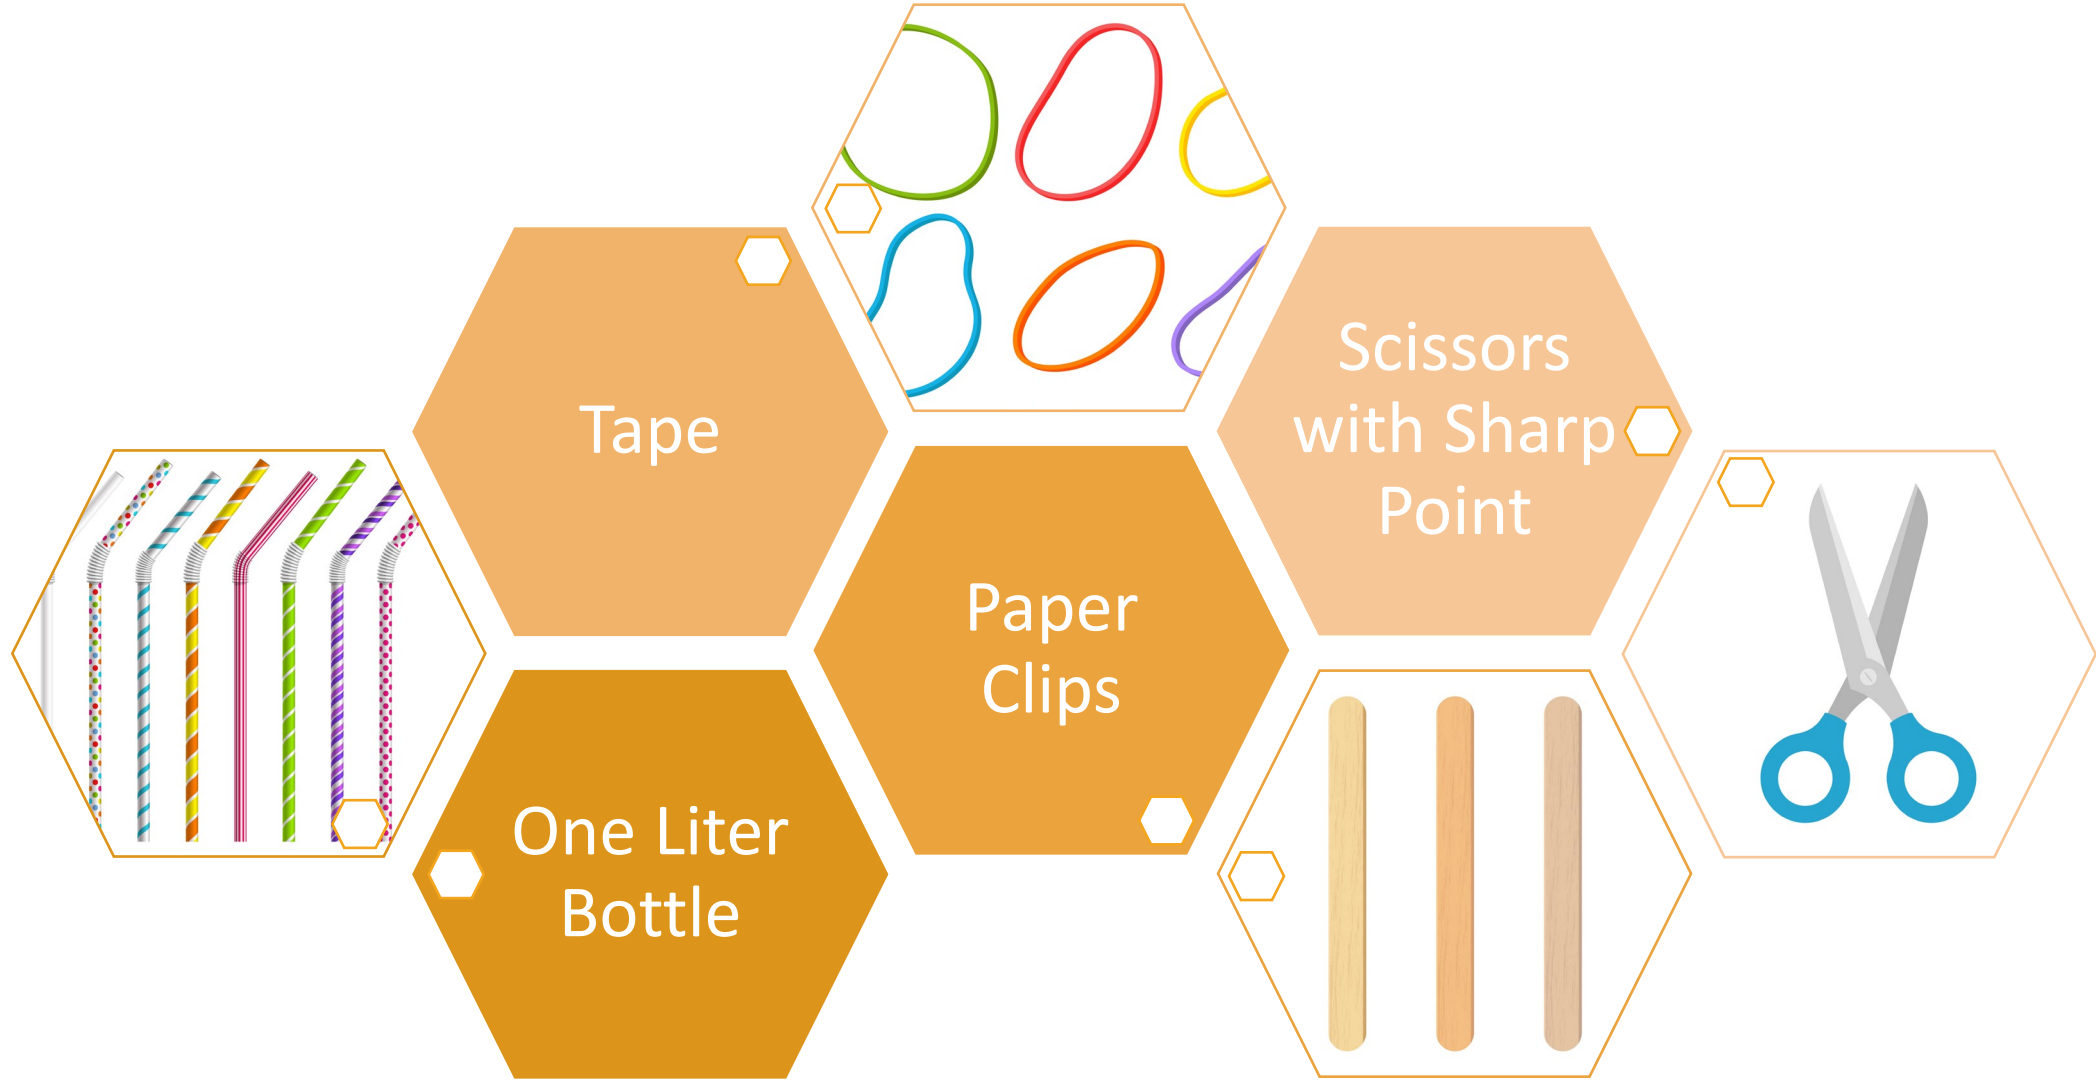 Tape
One Liter
Bottle
Paper
Clips
Scissors
with Sharp
Point